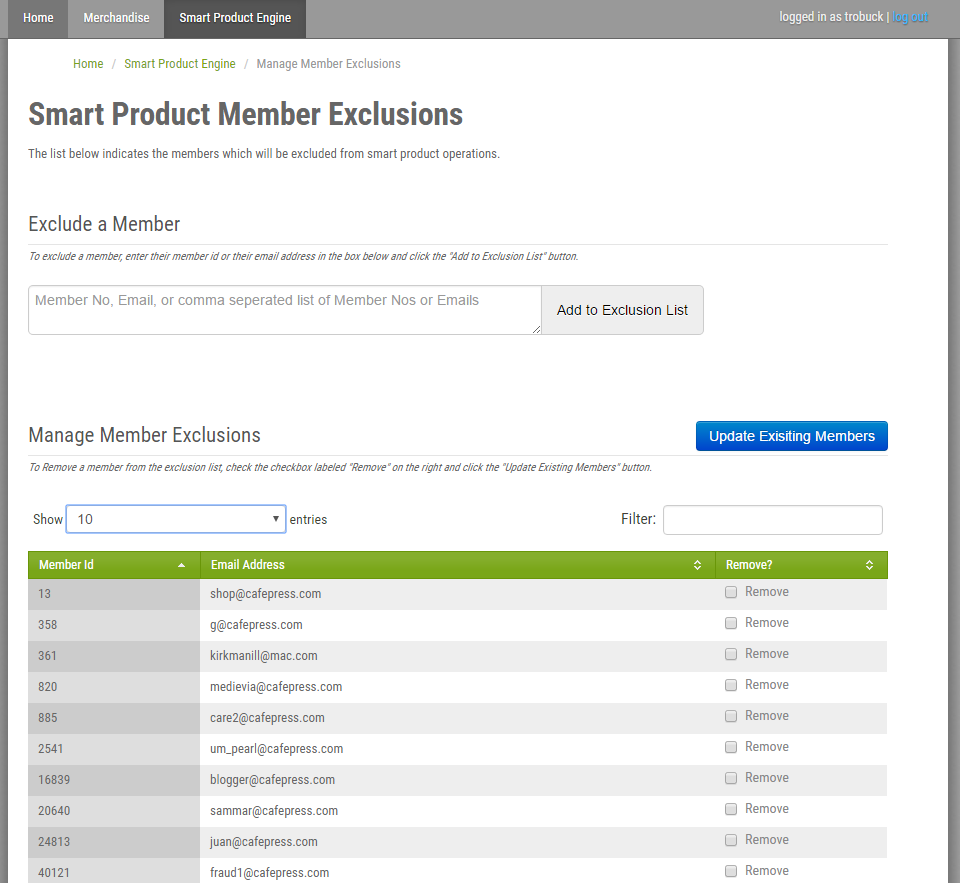 Home Merchandise Smart Product Engine logged in as trobuck | log out
Home / Smart Product Engine / Manage Member Exclusions
Smart Product Member Exclusions
The list below indicates the members which will be excluded from smart product operations.
Exclude a Member
To exclude a member, enter their member id or their email address in the box below and click the "Add to Exclusion List" button.
Member No, Email, or comma seperated list of Member Nos or Emails Add to Exclusion List
Manage Member Exclusions Update Exisiting Members
To Remove a member from the exclusion list, check the checkbox labeled "Remove" on the right and click the "Update Existing Members" button.
Show 10 entries Filter:
Member Id Email Address Remove?
13 shop@cafepress.com Remove
358 g@cafepress.com Remove
361 kirkmanill@mac.com Remove
820 medievia@cafepress.com Remove
885 care2@cafepress.com Remove
2541 um_pearl@cafepress.com Remove
16839 blogger@cafepress.com Remove
20640 sammar@cafepress.com Remove
24813 juan@cafepress.com Remove
40121 fraud1@cafepress.com Remove